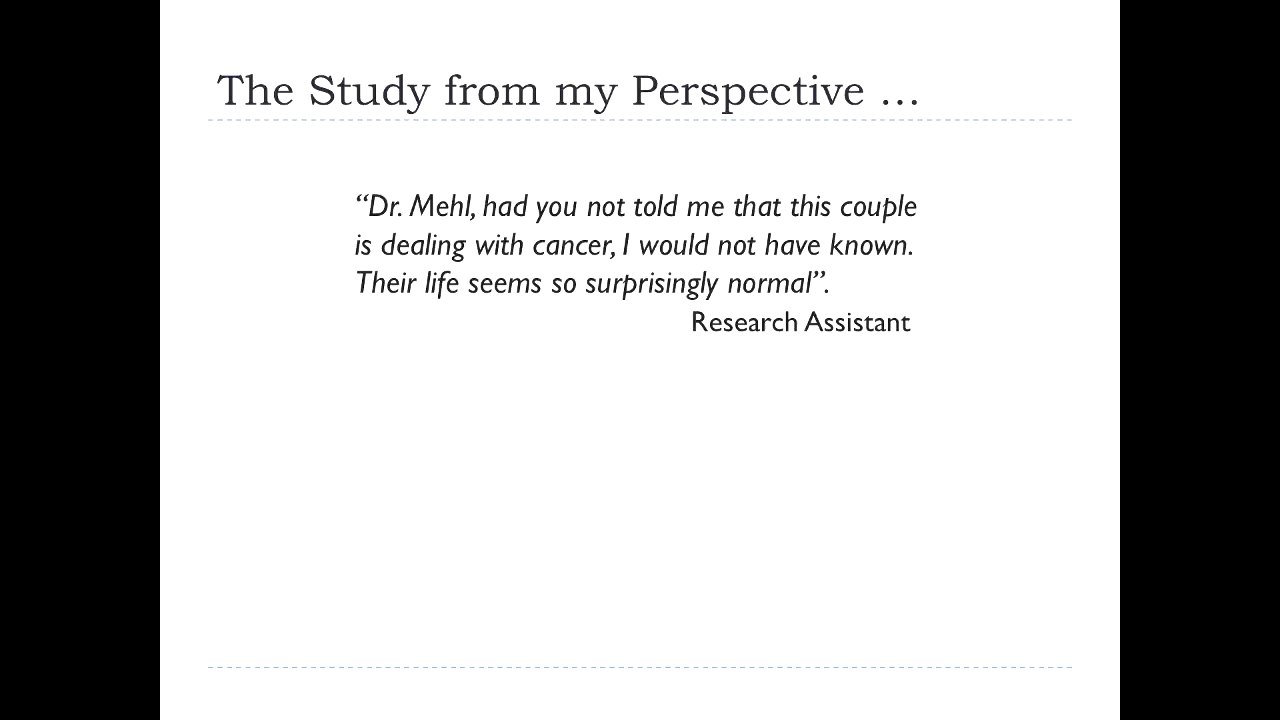 The Study from my Perspective …
“Dr. Mehl, had you not told me that this couple
is dealing with cancer, I would not have known.
Their life seems so surprisingly normal”.
Research Assistant